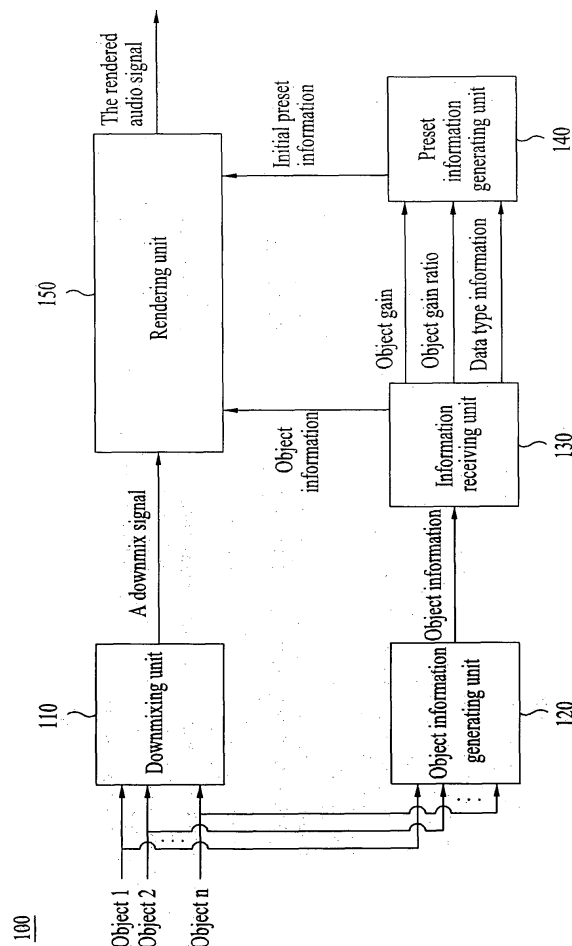 100
Object 1
Object 2
Object n
. . .
. . .
110
Downmixing unit
A downmix signal
150
Rendering unit
The rendered
audio signal
Object
information
Initial preset
information
Object information
generating unit
120
Object information
Information
receiving unit
130
Object gain
Object gain ratio
Data type information
Preset
information
generating unit
140